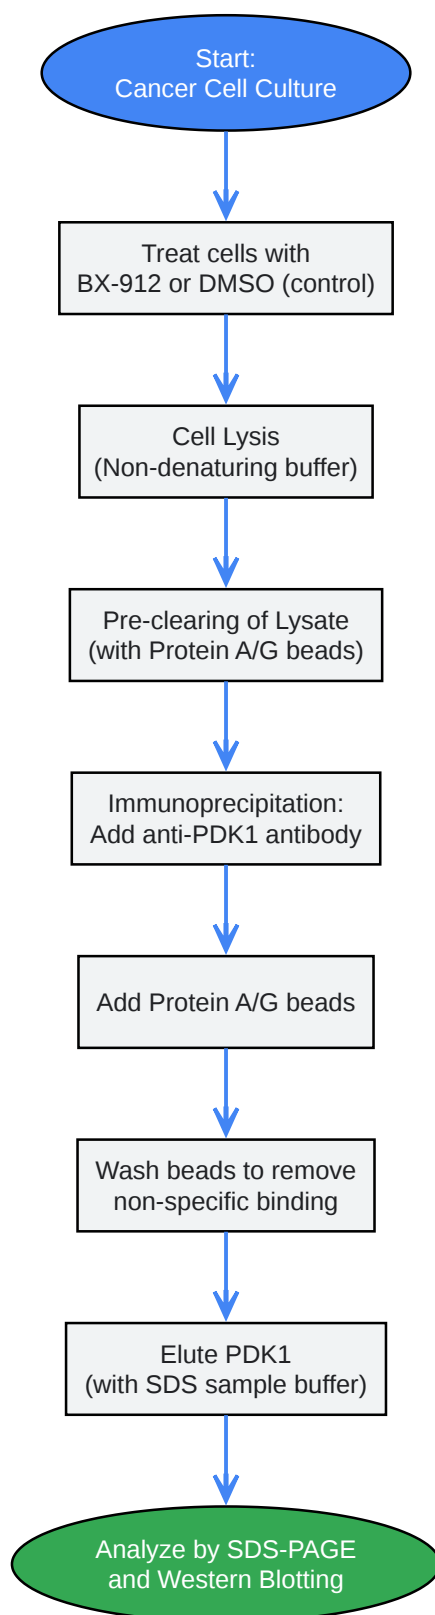 Start:
Cancer Cell Culture
Treat cells with
BX-912 or DMSO (control)
Cell Lysis
(Non-denaturing buffer)
Pre-clearing of Lysate
(with Protein A/G beads)
Immunoprecipitation:
Add anti-PDK1 antibody
Add Protein A/G beads
Wash beads to remove
non-specific binding
Elute PDK1
(with SDS sample buffer)
Analyze by SDS-PAGE
and Western Blotting